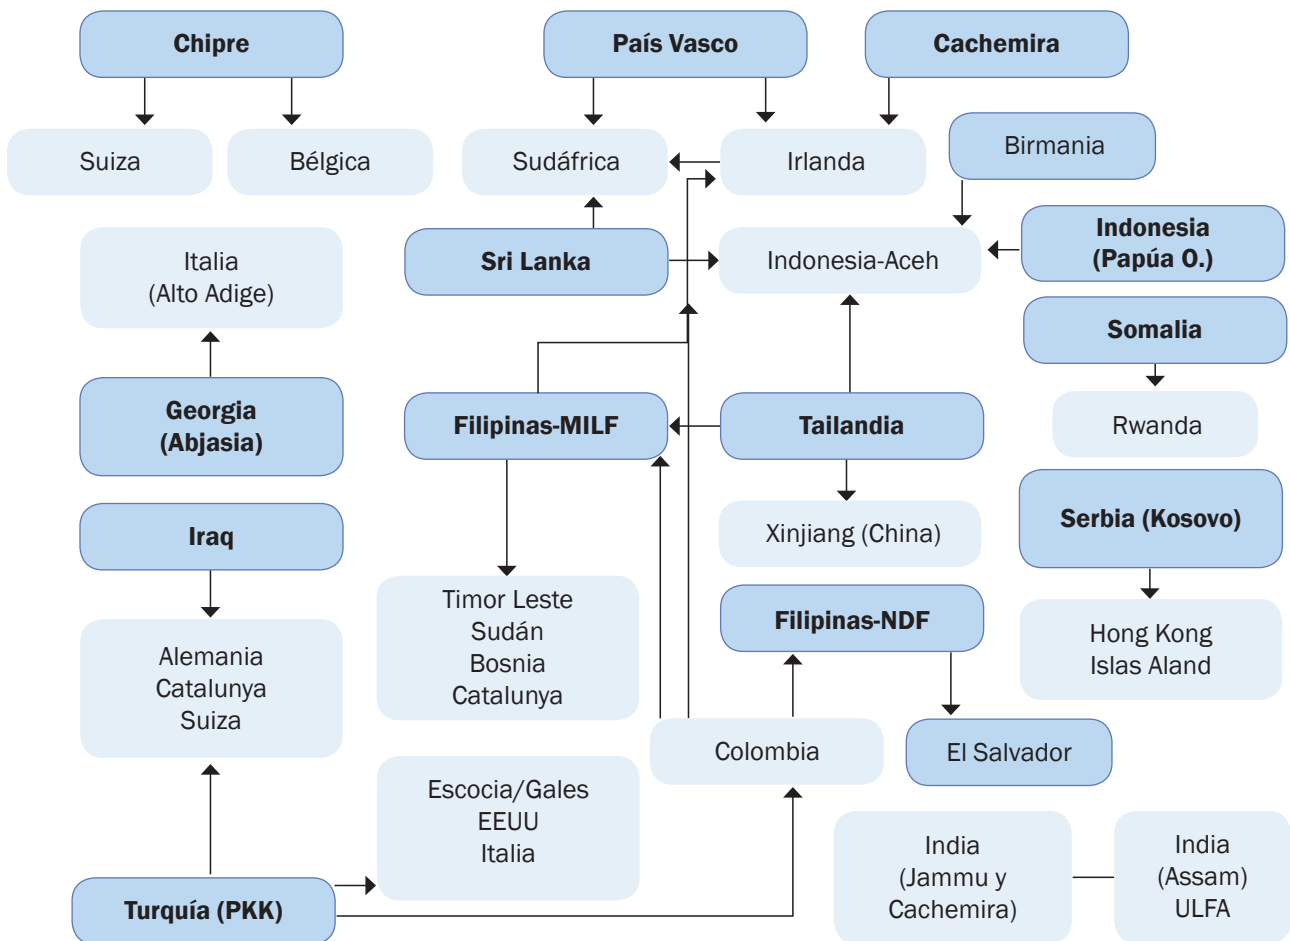 Chipre
País Vasco
Cachemira
Suiza
Bélgica
Sudáfrica
Irlanda
Birmania
Italia
(Alto Adige)
Sri Lanka
Indonesia-Aceh
Indonesia
(Papúa O.)
Somalia
Georgia
(Abjasia)
Filipinas-MILF
Tailandia
Rwanda
Iraq
Xinjiang (China)
Serbia (Kosovo)
Timor Leste
Sudán
Bosnia
Catalunya
Filipinas-NDF
Hong Kong
Islas Aland
Alemania
Catalunya
Suiza
Colombia
El Salvador
Escocia/Gales
EEUU
Italia
India
(Jammu y
Cachemira)
India
(Assam)
ULFA
Turquía (PKK)